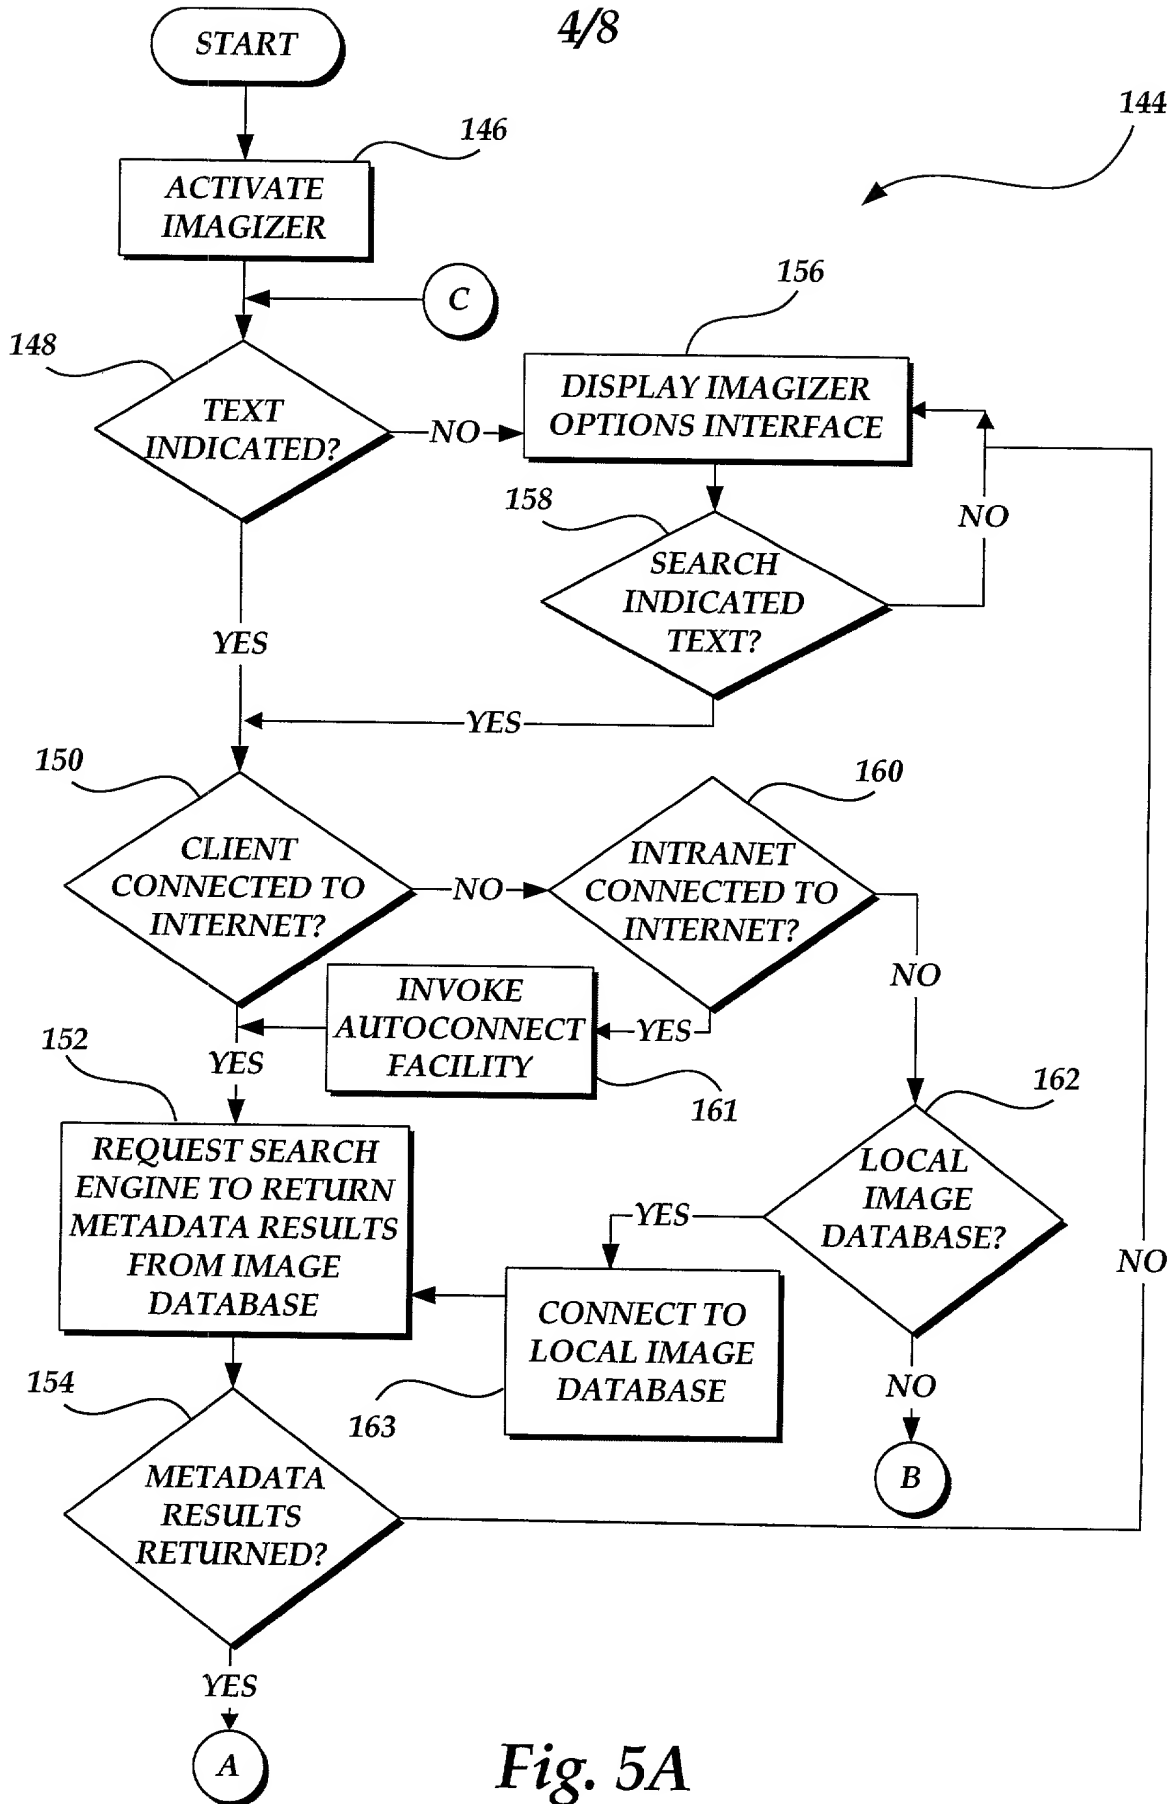 4/8
START
144
146
ACTIVATE
IMAGIZER
C
156
148
TEXT
INDICATED?
NO
DISPLAY IMAGIZER
OPTIONS INTERFACE
158
NO
SEARCH
INDICATED
TEXT?
YES
YES
150
160
CLIENT
CONNECTED TO
INTERNET?
NO
INTRANET
CONNECTED TO
INTERNET?
NO
INVOKE
AUTOCONNECT
FACILITY
YES
161
152
YES
162
REQUEST SEARCH
ENGINE TO RETURN
METADATA RESULTS
FROM IMAGE
DATABASE
LOCAL
IMAGE
DATABASE?
YES
NO
CONNECT TO
LOCAL IMAGE
DATABASE
163
NO
B
154
METADATA
RESULTS
RETURNED?
YES
A
Fig. 5A